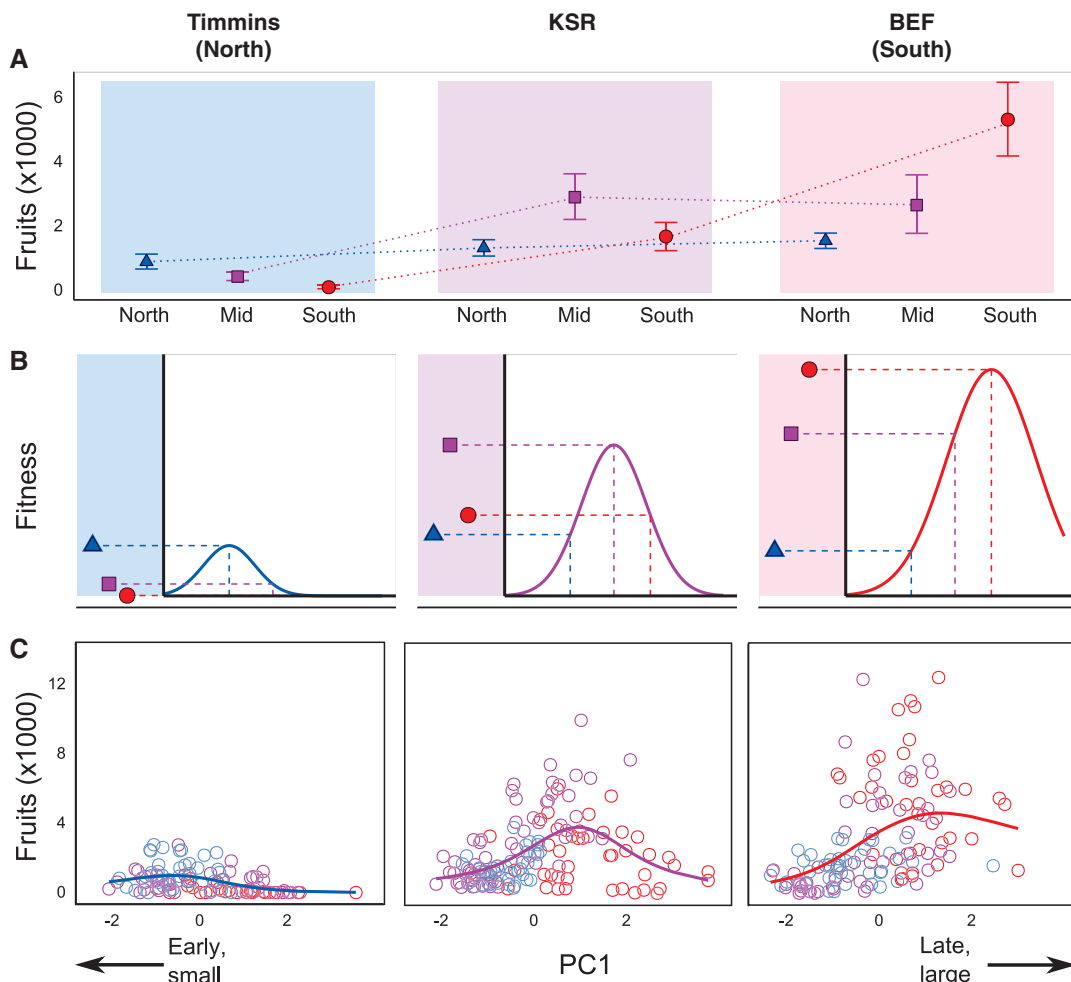 Timmins
(North)
KSR
BEF
(South)
A
Fruits (x1000)
6
4
2
0
North Mid South North Mid South North Mid South
B
Fitness
C
Fruits (x1000)
12
8
4
0
-2 0 2 -2 0 2 -2 0 2
Early,
small
PC1
Late,
large